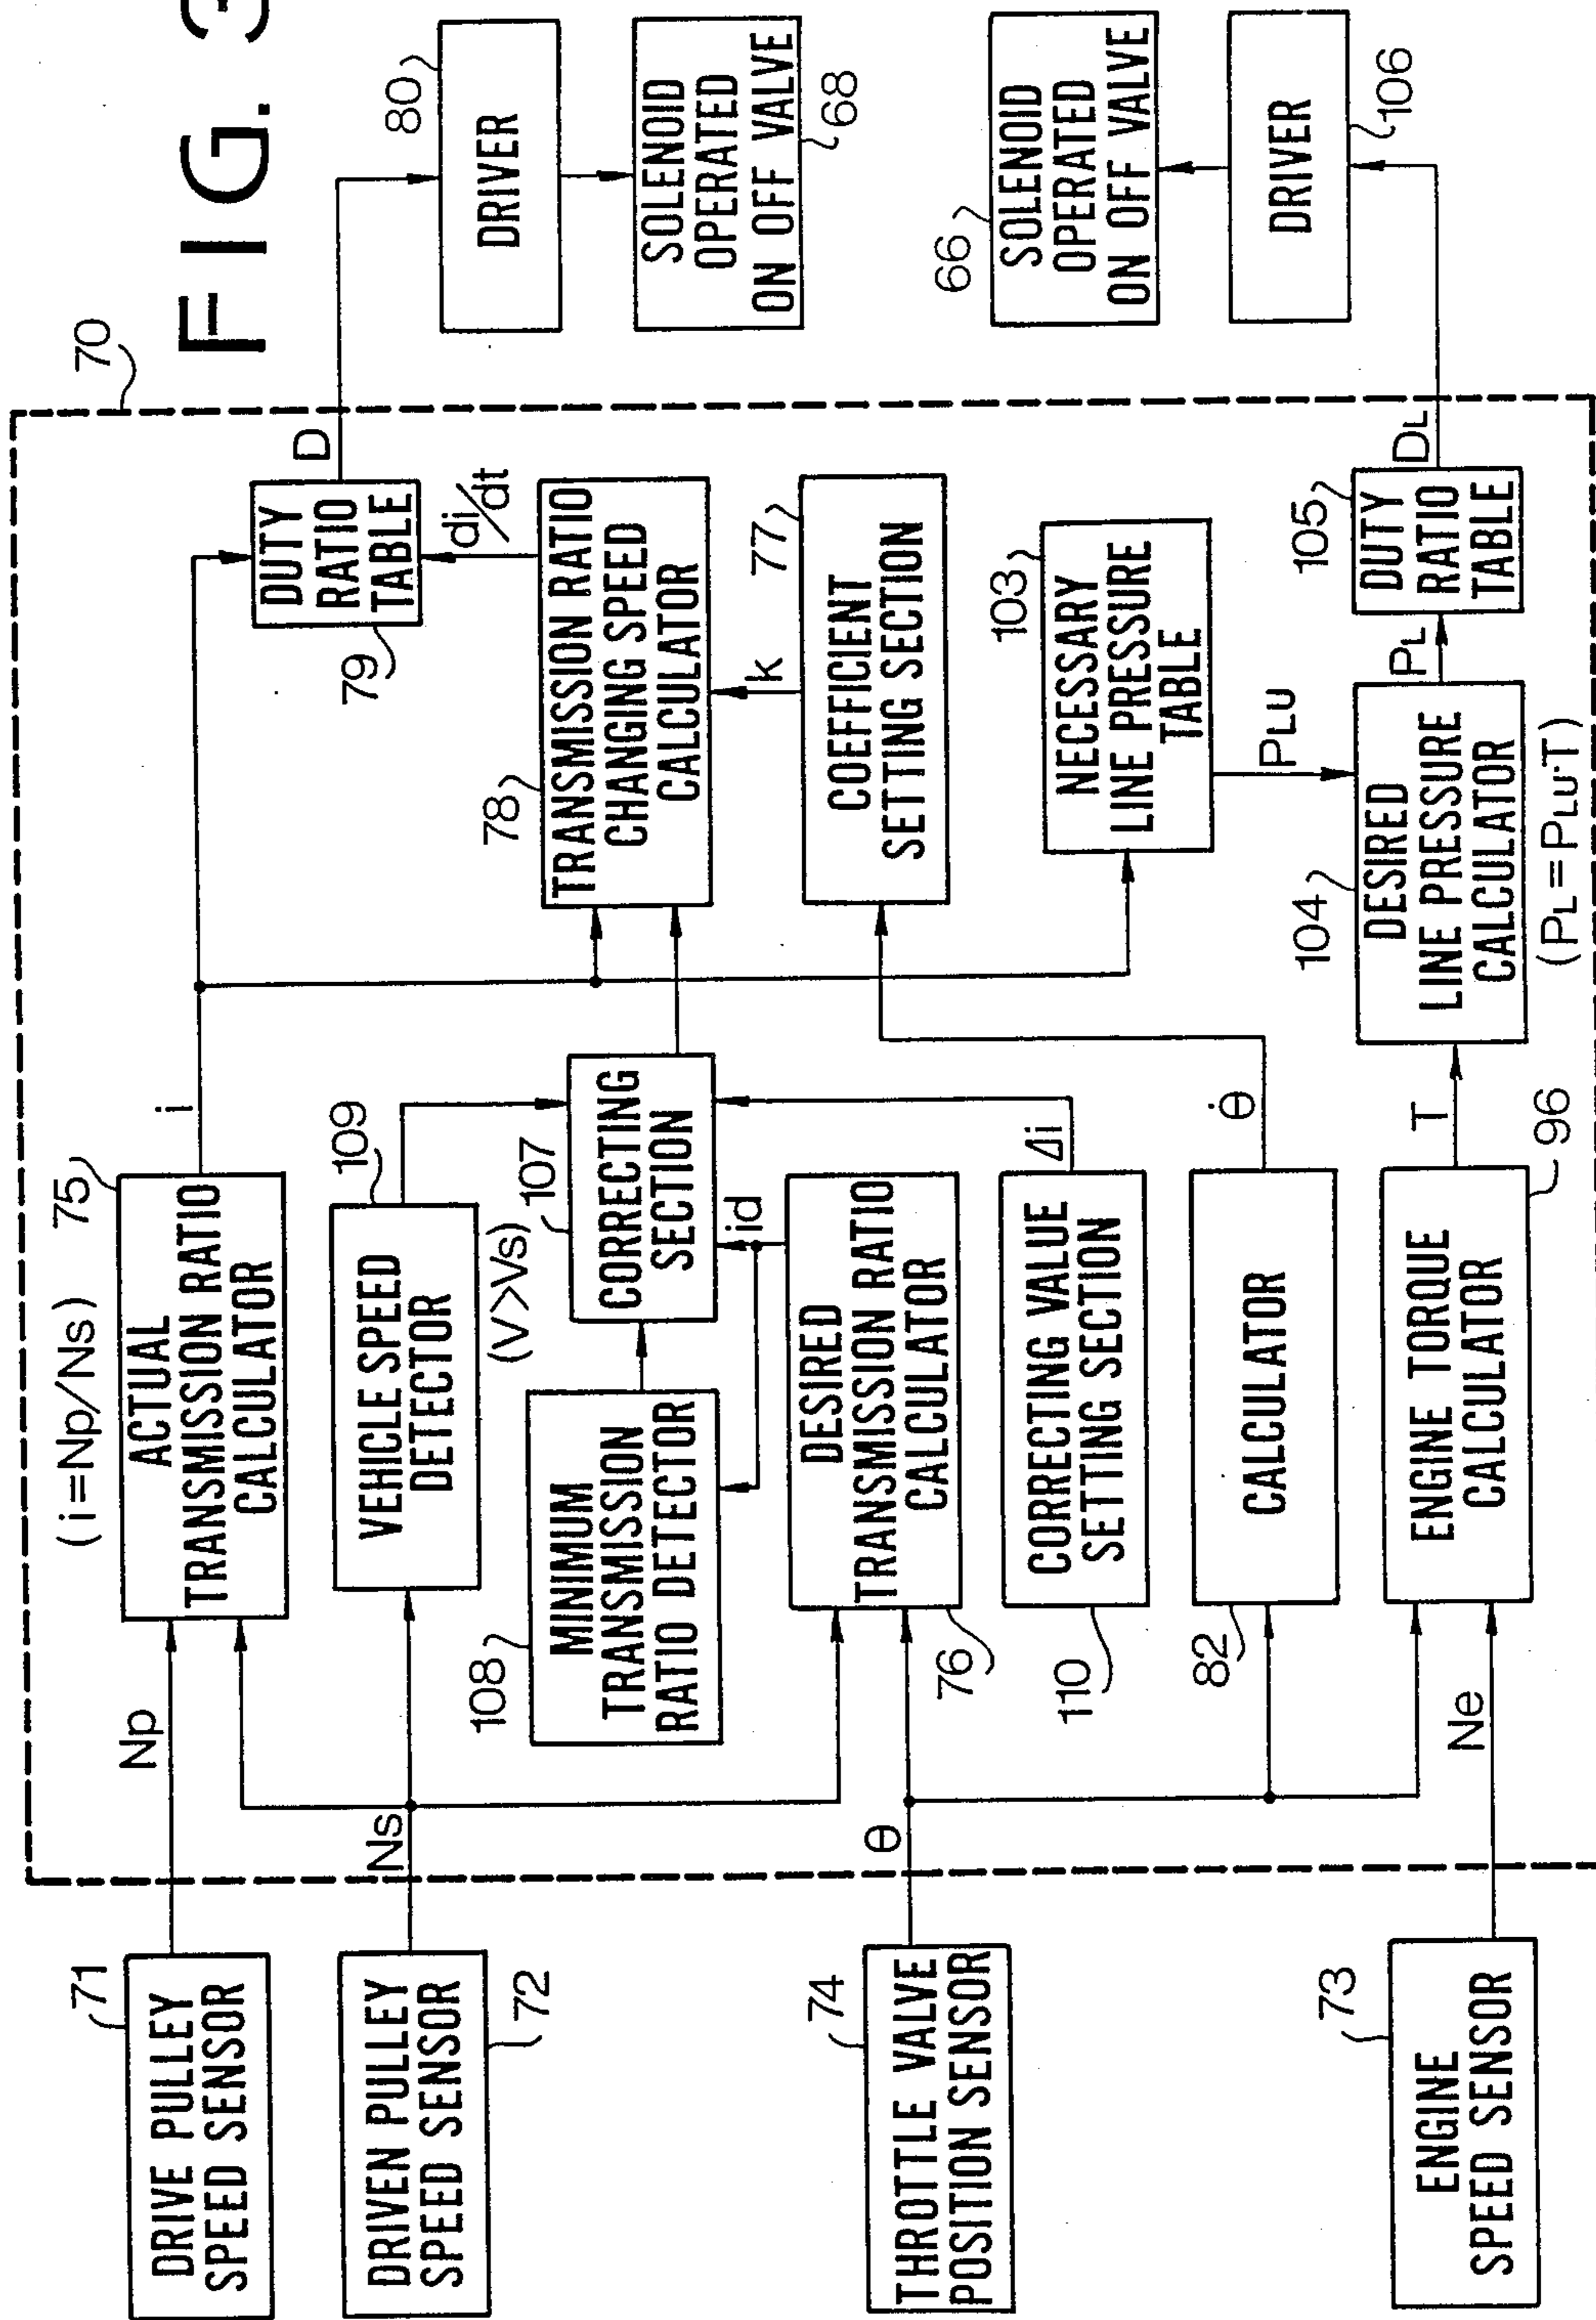 FIG. 3
70
71
DRIVE PULLEY
SPEED SENSOR
Np
(i=Np/Ns)
75
ACTUAL
TRANSMISSION RATIO
CALCULATOR
i
DUTY
RATIO
TABLE
79
D
80
DRIVER
SOLENOID
OPERATED
ON OFF VALVE
68
DRIVEN PULLEY
SPEED SENSOR
72
Ns
VEHICLE SPEED
DETECTOR
109
(V>Vs)
108
MINIMUM
TRANSMISSION
RATIO DETECTOR
107
CORRECTING
SECTION
id
78
TRANSMISSION RATIO
CHANGING SPEED
CALCULATOR
di/dt
k
77
COEFFICIENT
SETTING SECTION
74
THROTTLE VALVE
POSITION SENSOR
θ
DESIRED
TRANSMISSION RATIO
CALCULATOR
76
CORRECTING VALUE
SETTING SECTION
110
Δi
CALCULATOR
82
θ̇
103
NECESSARY
LINE PRESSURE
TABLE
PLU
73
ENGINE
SPEED SENSOR
Ne
ENGINE TORQUE
CALCULATOR
96
T
104
DESIRED
LINE PRESSURE
CALCULATOR
(PL=PLU·T)
PL
105
DUTY
RATIO
TABLE
DL
66
SOLENOID
OPERATED
ON OFF VALVE
DRIVER
106